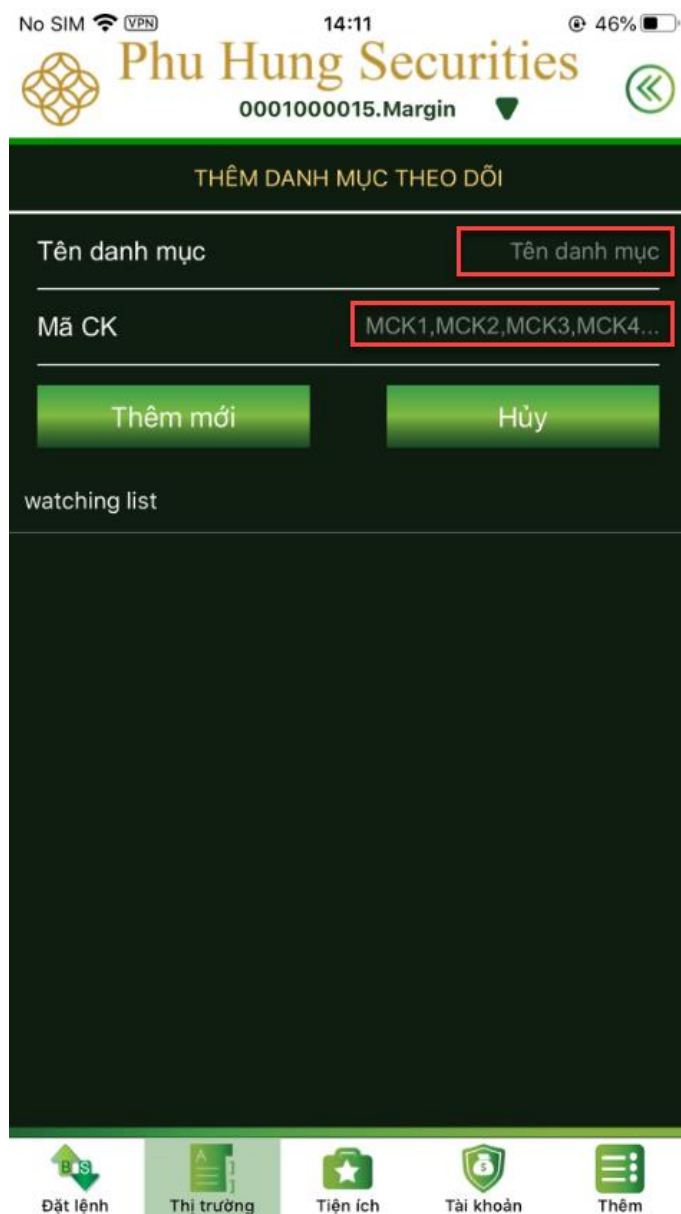 No SIM VPN 14:11 46%
Phu Hung Securities
0001000015.Margin
THÊM DANH MỤC THEO DÕI
Tên danh mục Tên danh mục
Mã CK MCK1,MCK2,MCK3,MCK4...
Thêm mới Hủy
watching list
Đặt lệnh Thị trường Tiện ích Tài khoản Thêm